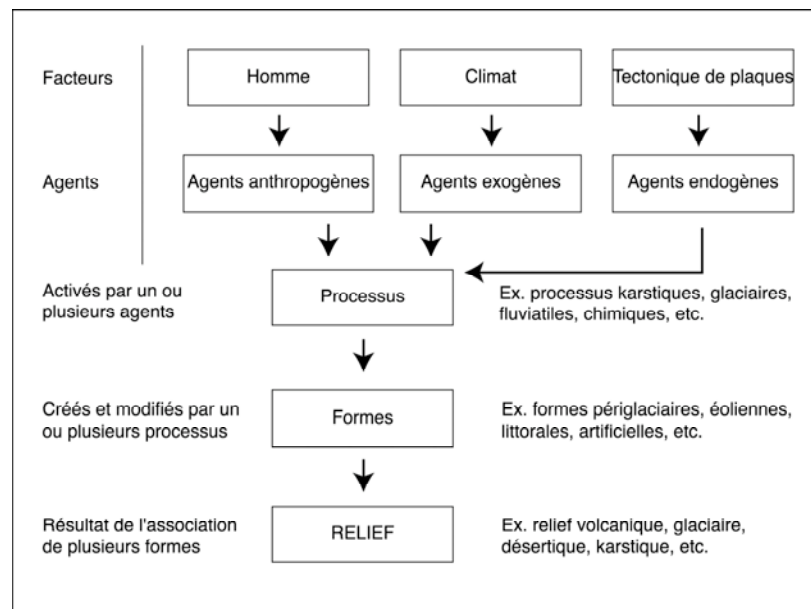 Facteurs
Homme
Climat
Tectonique de plaques
Agents
Agents anthropogènes
Agents exogènes
Agents endogènes
Activés par un ou
plusieurs agents
Processus
Ex. processus karstiques, glaciaires,
fluviatiles, chimiques, etc.
Créés et modifiés par un
ou plusieurs processus
Formes
Ex. formes périglaciaires, éoliennes,
littorales, artificielles, etc.
Résultat de l'association
de plusieurs formes
RELIEF
Ex. relief volcanique, glaciaire,
désertique, karstique, etc.